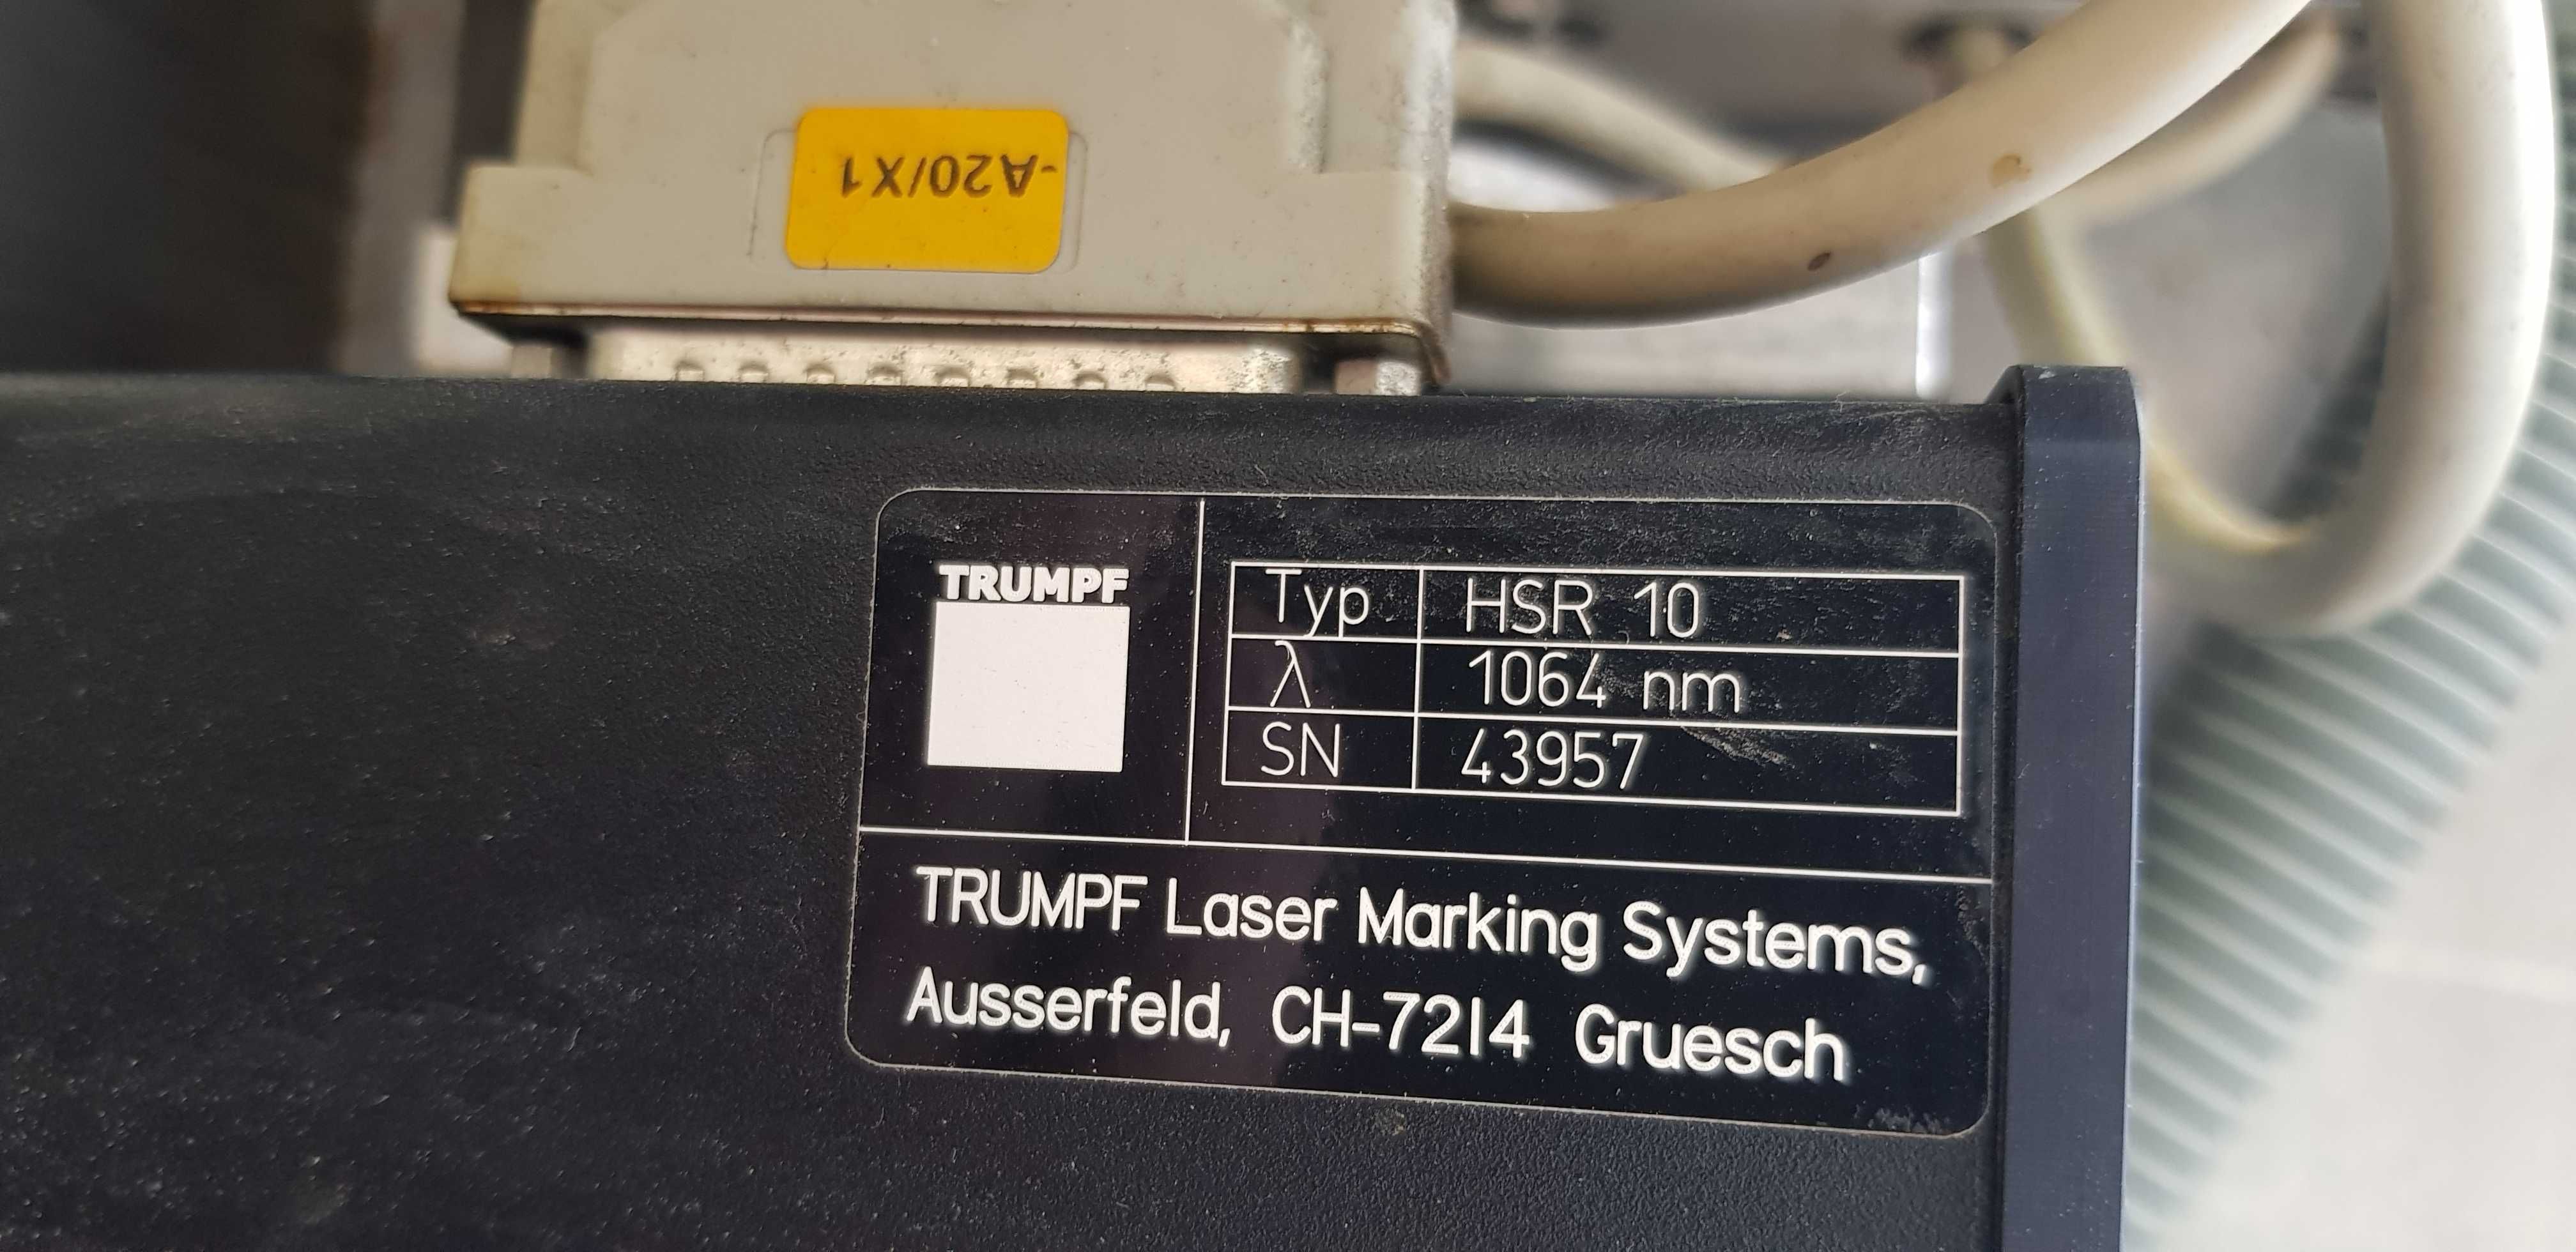 -A20/X1
TRUMPF
Typ HSR 10
λ 1064 nm
SN 43957
TRUMPF Laser Marking Systems,
Ausserfeld, CH-7214 Gruesch